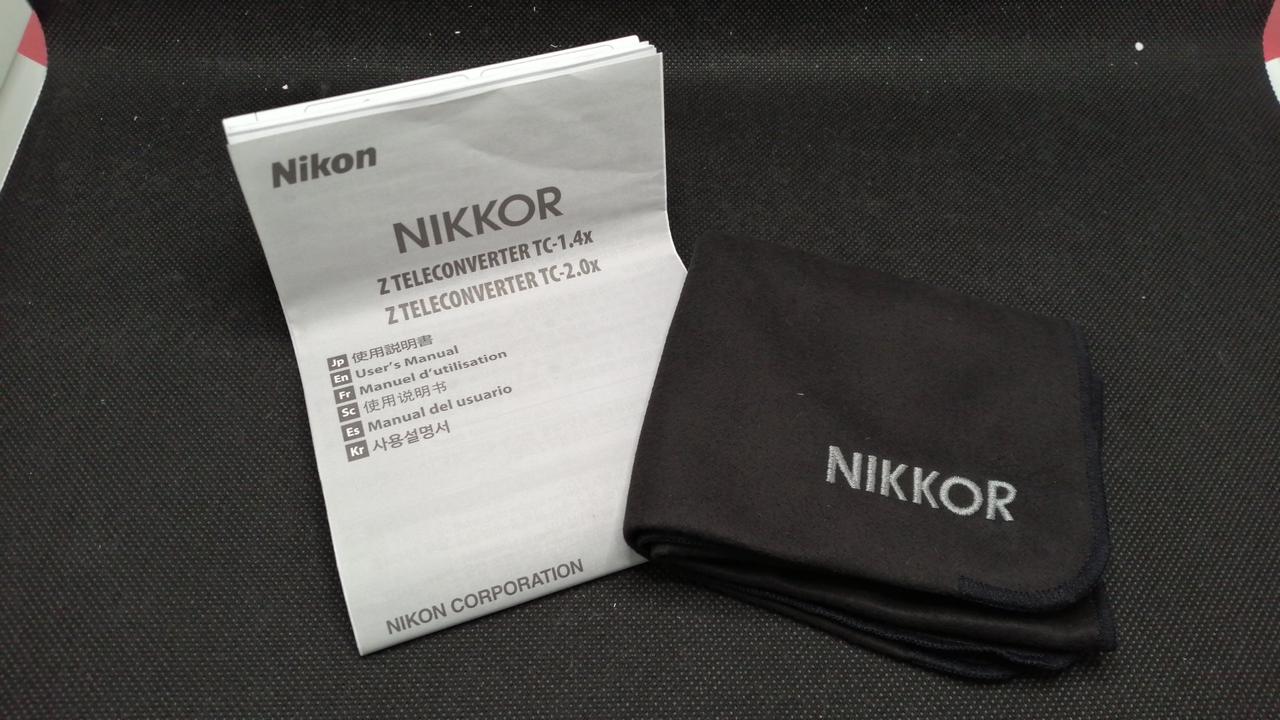 Nikon
NIKKOR
Z TELECONVERTER TC-1.4x
Z TELECONVERTER TC-2.0x
Jp 使用説明書
En User's Manual
Fr Manuel d'utilisation
Sc 使用说明书
Es Manual del usuario
Kr 사용설명서
NIKON CORPORATION
NIKKOR